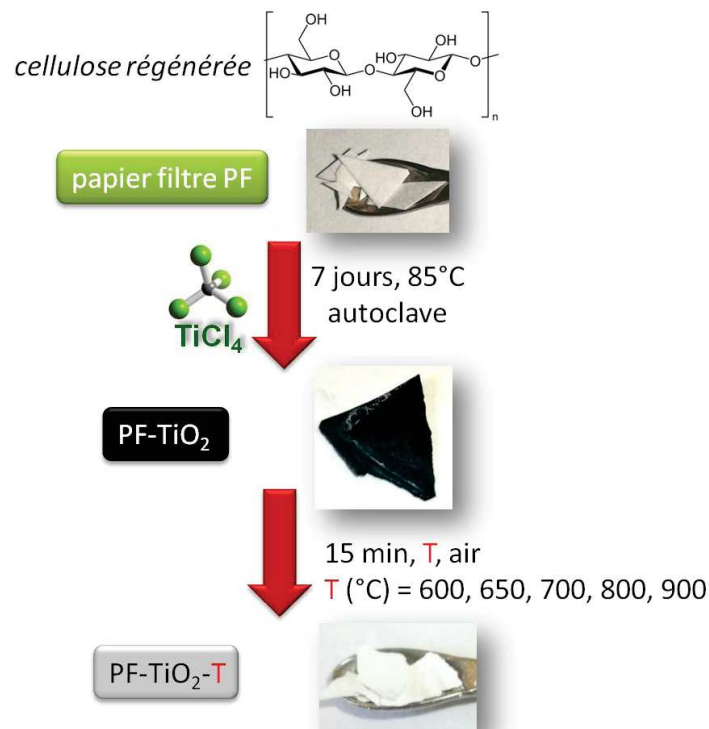 OH
OH
cellulose régénérée
O
HO
O
HO
O
O
HO
OH
O
OH
OH
n
papier filtre PF
7 jours, 85°C
autoclave
TiCl₄
PF-TiO₂
15 min, T, air
T (°C) = 600, 650, 700, 800, 900
PF-TiO₂-T